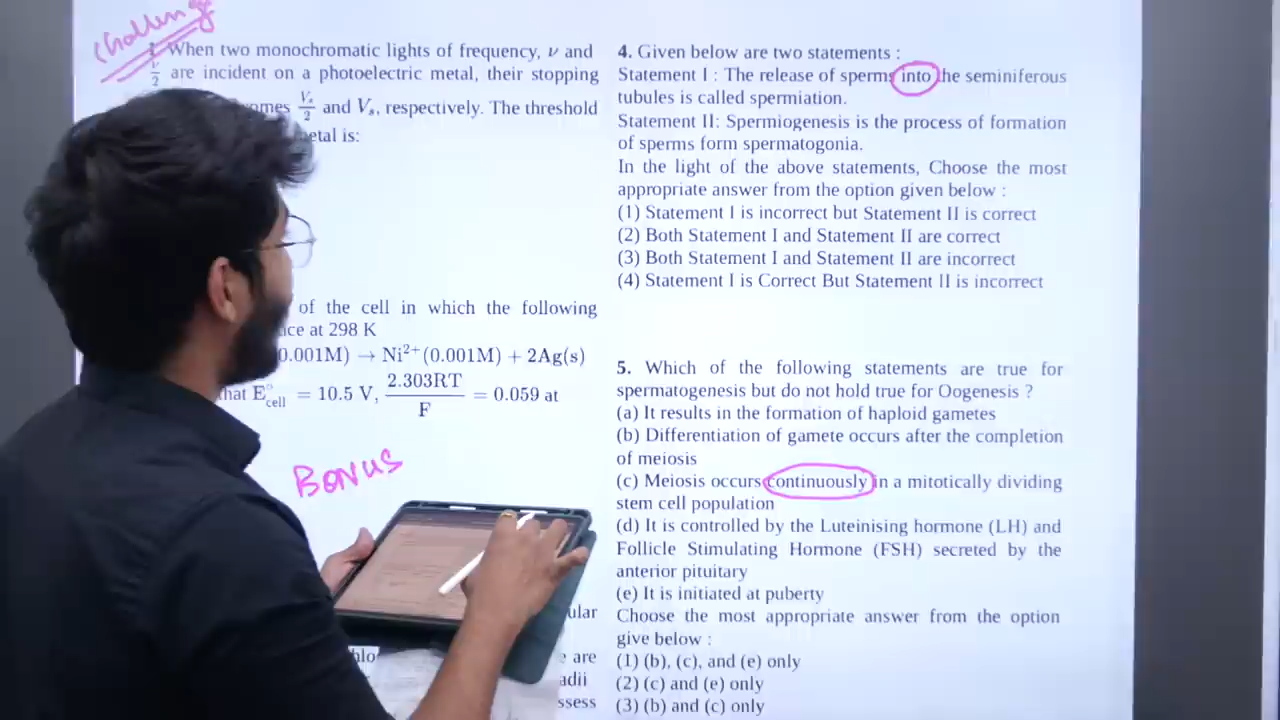 Challenge
1. When two monochromatic lights of frequency, ν and
ν/2 are incident on a photoelectric metal, their stopping
Vₛ/2 and Vₛ, respectively. The threshold
is:
of the cell in which the following
at 298 K
0.001M) → Ni²⁺(0.001M) + 2Ag(s)
that E°cell = 10.5 V, 2.303RT/F = 0.059 at
BONUS
are
4. Given below are two statements :
Statement I : The release of sperms into the seminiferous
tubules is called spermiation.
Statement II: Spermiogenesis is the process of formation
of sperms form spermatogonia.
In the light of the above statements, Choose the most
appropriate answer from the option given below :
(1) Statement I is incorrect but Statement II is correct
(2) Both Statement I and Statement II are correct
(3) Both Statement I and Statement II are incorrect
(4) Statement I is Correct But Statement II is incorrect
5. Which of the following statements are true for
spermatogenesis but do not hold true for Oogenesis ?
(a) It results in the formation of haploid gametes
(b) Differentiation of gamete occurs after the completion
of meiosis
(c) Meiosis occurs continuously in a mitotically dividing
stem cell population
(d) It is controlled by the Luteinising hormone (LH) and
Follicle Stimulating Hormone (FSH) secreted by the
anterior pituitary
(e) It is initiated at puberty
Choose the most appropriate answer from the option
give below :
(1) (b), (c), and (e) only
(2) (c) and (e) only
(3) (b) and (c) only